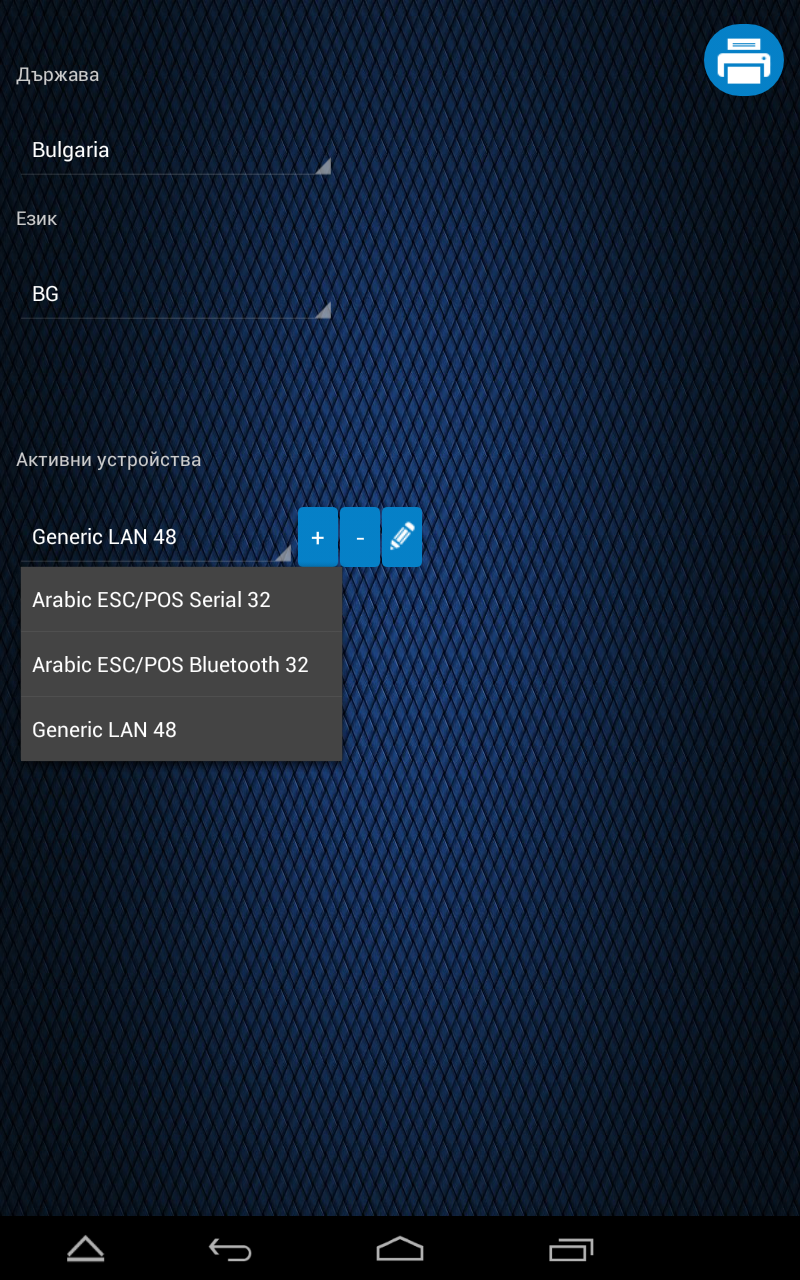 Държава
Bulgaria
Език
BG
Активни устройства
Generic LAN 48
+ -
Arabic ESC/POS Serial 32
Arabic ESC/POS Bluetooth 32
Generic LAN 48